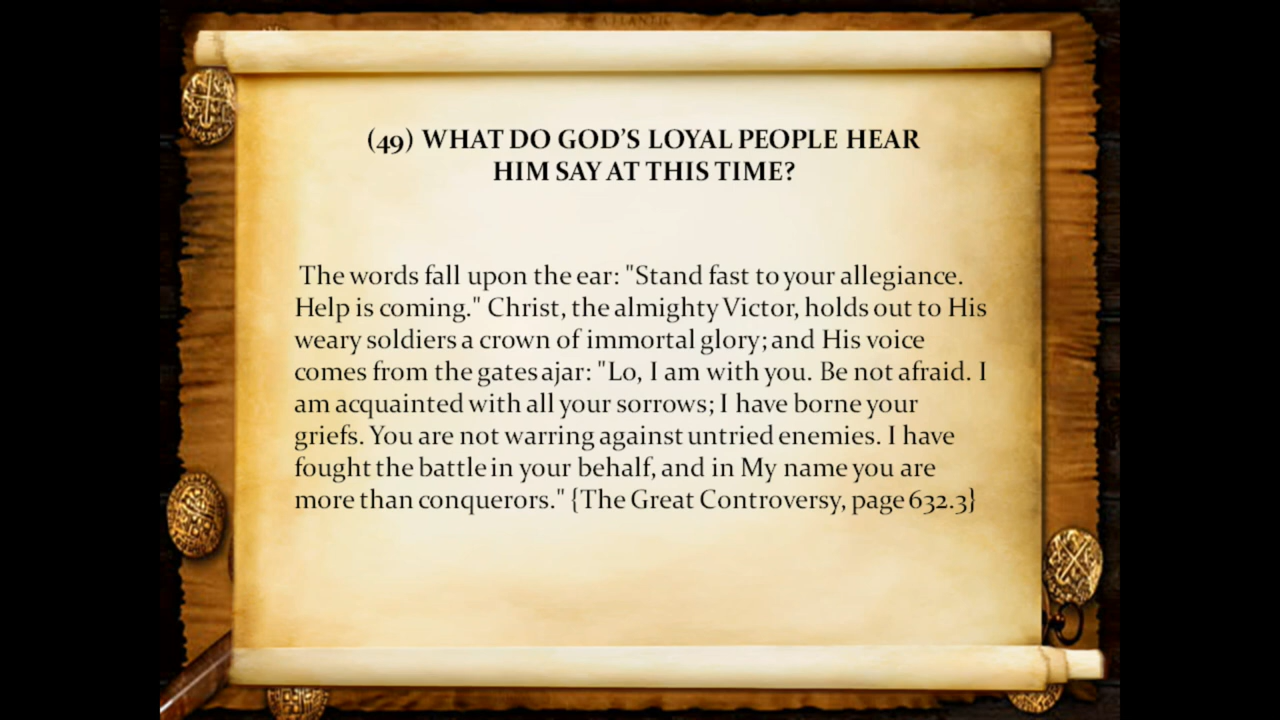 ATLANTIC
(49) WHAT DO GOD’S LOYAL PEOPLE HEAR
HIM SAY AT THIS TIME?
The words fall upon the ear: "Stand fast to your allegiance.
Help is coming." Christ, the almighty Victor, holds out to His
weary soldiers a crown of immortal glory; and His voice
comes from the gates ajar: "Lo, I am with you. Be not afraid. I
am acquainted with all your sorrows; I have borne your
griefs. You are not warring against untried enemies. I have
fought the battle in your behalf, and in My name you are
more than conquerors." {The Great Controversy, page 632.3}